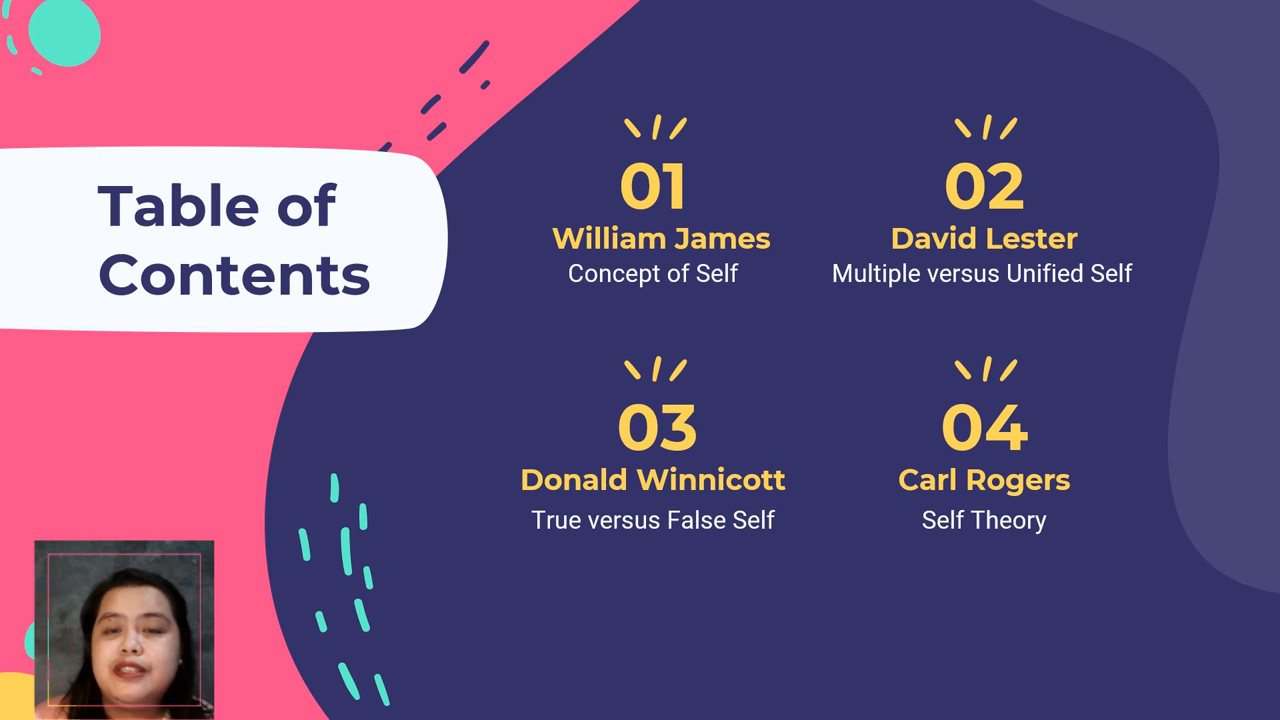 Table of
Contents
01
William James
Concept of Self
02
David Lester
Multiple versus Unified Self
03
Donald Winnicott
True versus False Self
04
Carl Rogers
Self Theory